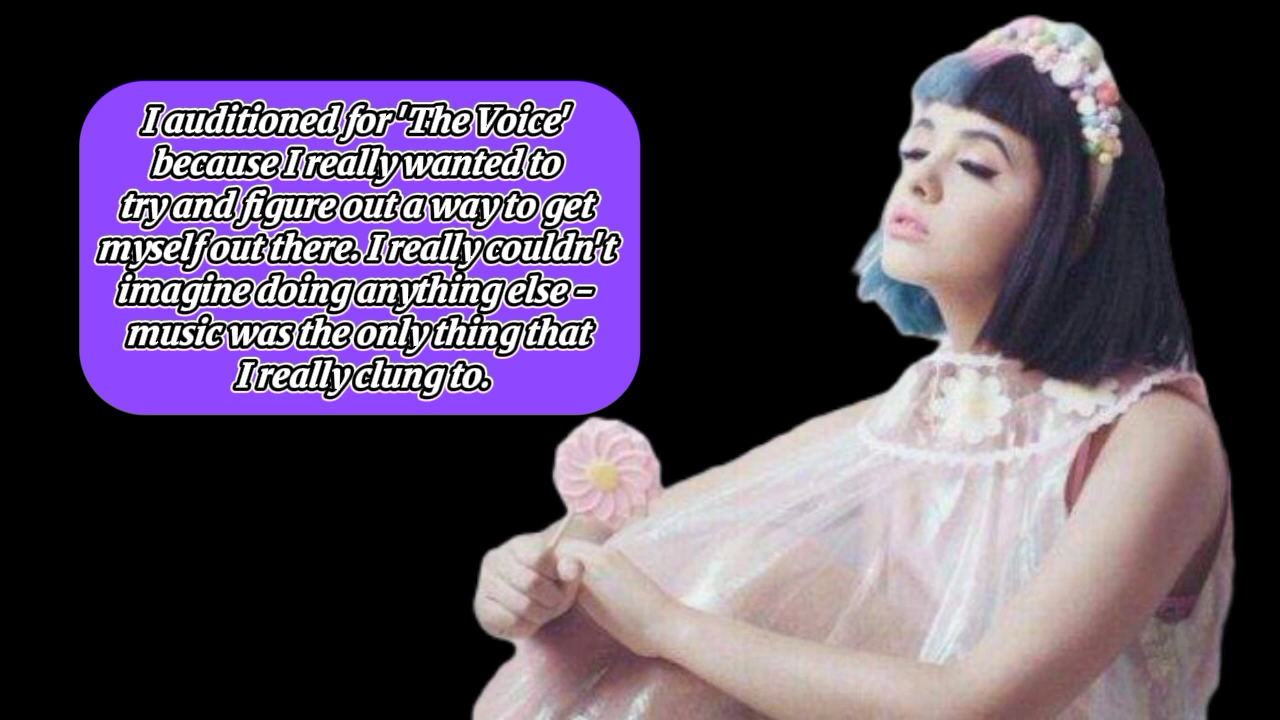 I auditioned for 'The Voice'
because I really wanted to
try and figure out a way to get
myself out there. I really couldn't
imagine doing anything else –
music was the only thing that
I really clung to.